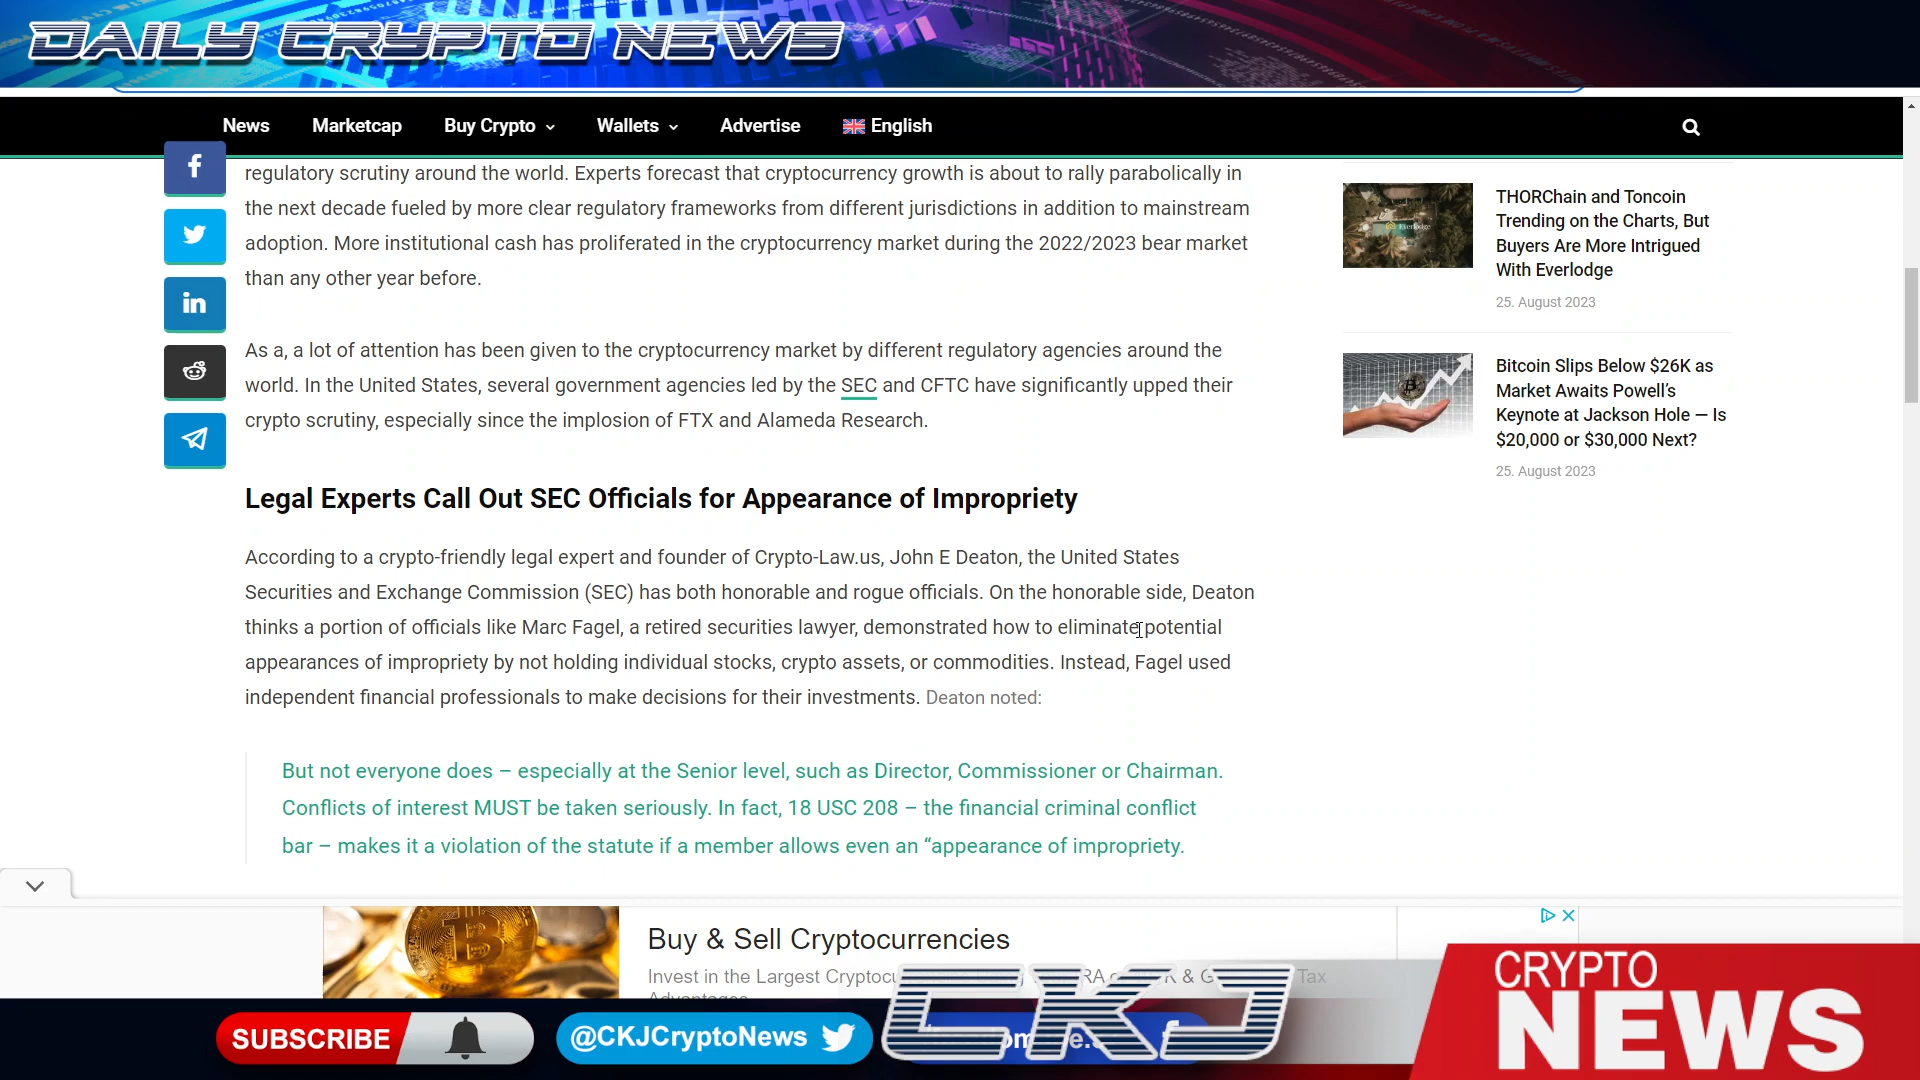 DAILY CRYPTO NEWS
News
Marketcap
Buy Crypto
Wallets
Advertise
English
regulatory scrutiny around the world. Experts forecast that cryptocurrency growth is about to rally parabolically in
the next decade fueled by more clear regulatory frameworks from different jurisdictions in addition to mainstream
adoption. More institutional cash has proliferated in the cryptocurrency market during the 2022/2023 bear market
than any other year before.
As a, a lot of attention has been given to the cryptocurrency market by different regulatory agencies around the
world. In the United States, several government agencies led by the SEC and CFTC have significantly upped their
crypto scrutiny, especially since the implosion of FTX and Alameda Research.
Legal Experts Call Out SEC Officials for Appearance of Impropriety
According to a crypto-friendly legal expert and founder of Crypto-Law.us, John E Deaton, the United States
Securities and Exchange Commission (SEC) has both honorable and rogue officials. On the honorable side, Deaton
thinks a portion of officials like Marc Fagel, a retired securities lawyer, demonstrated how to eliminate potential
appearances of impropriety by not holding individual stocks, crypto assets, or commodities. Instead, Fagel used
independent financial professionals to make decisions for their investments. Deaton noted:
But not everyone does – especially at the Senior level, such as Director, Commissioner or Chairman.
Conflicts of interest MUST be taken seriously. In fact, 18 USC 208 – the financial criminal conflict
bar – makes it a violation of the statute if a member allows even an “appearance of impropriety.
Everlodge
THORChain and Toncoin
Trending on the Charts, But
Buyers Are More Intrigued
With Everlodge
25. August 2023
Bitcoin Slips Below $26K as
Market Awaits Powell’s
Keynote at Jackson Hole — Is
$20,000 or $30,000 Next?
25. August 2023
Buy & Sell Cryptocurrencies
Invest in the Largest
Tax
Advantages
SUBSCRIBE
@CKJCryptoNews
CKJ
CRYPTO
NEWS